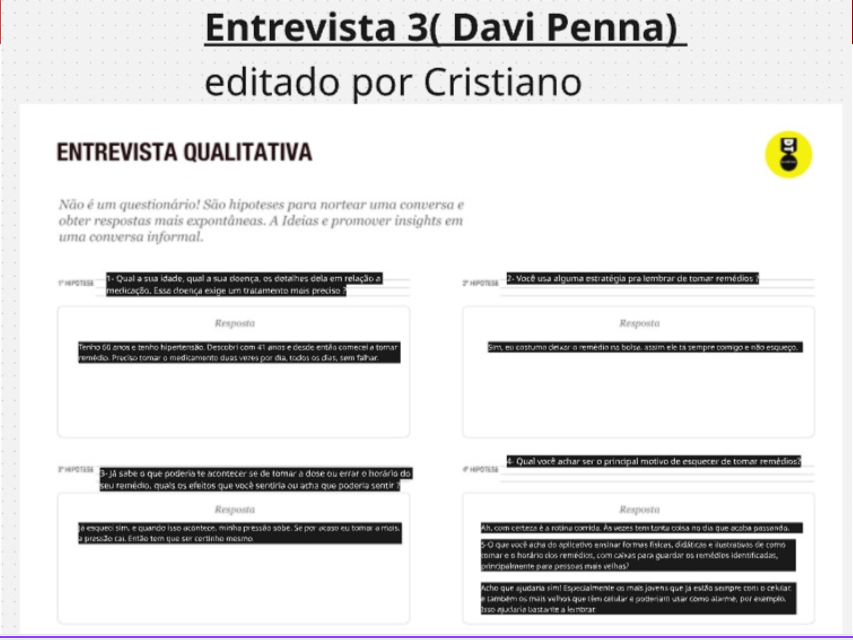 Entrevista 3( Davi Penna)
editado por Cristiano
ENTREVISTA QUALITATIVA
Não é um questionário! São hipoteses para nortear uma conversa e
obter respostas mais expontâneas. A Ideias e promover insights em
uma conversa informal.
1ª HIPÓTESE
1- Qual a sua idade, qual a sua doença, os detalhes dela em relação a
medicação. Essa doença exige um tratamento mais preciso ?
Resposta
Tenho 60 anos e tenho hipertensão. Descobri com 41 anos e desde então comecei a tomar
remédio. Preciso tomar o medicamento duas vezes por dia, todos os dias, sem falhar.
2ª HIPÓTESE
2- Você usa alguma estratégia pra lembrar de tomar remédios ?
Resposta
Sim, eu costumo deixar o remédio na bolsa, assim ele tá sempre comigo e não esqueço.
3ª HIPÓTESE
3- Já sabe o que poderia te acontecer se de tomar a dose ou errar o horário do
seu remédio, quais os efeitos que você sentiria ou acha que poderia sentir ?
Resposta
Já esqueci sim, e quando isso acontece, minha pressão sobe. Se por acaso eu tomar a mais,
a pressão cai. Então tem que ser certinho mesmo.
4ª HIPÓTESE
4- Qual você achar ser o principal motivo de esquecer de tomar remédios?
Resposta
Ah, com certeza é a rotina corrida. Às vezes tem tanta coisa no dia que acaba passando.
5-O que você acha do aplicativo ensinar formas físicas, didáticas e ilustrativas de como
tomar e o horário dos remédios, com caixas para guardar os remédios identificadas,
principalmente para pessoas mais velhas?
Acho que ajudaria sim! Especialmente os mais jovens que já estão sempre com o celular,
e também os mais velhos que têm celular e poderiam usar como alarme, por exemplo.
Isso ajudaria bastante a lembrar.